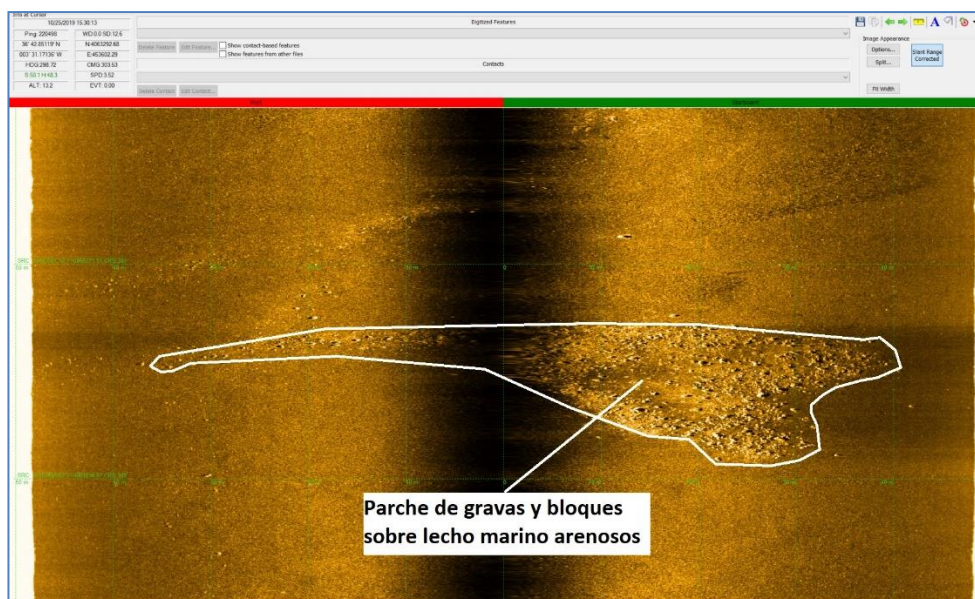 Info at Cursor
10/25/2019 15:38:13
Ping: 220498
WD:0.0 SD:12.6
36° 42.85119' N
N:4063292.68
003° 31.17136' W
E:453602.29
HDG:298.72
CMG:303.53
S:50.1 H:48.3
SPD:3.52
ALT: 13.2
EVT: 0.00
Digitized Features
Delete Feature
Edit Feature...
Show contact-based features
Show features from other files
Contacts
Delete Contact
Edit Contact...
Image Appearance
Options...
Split...
Slant Range
Corrected
Fit Width
Port
Starboard
Parche de gravas y bloques
sobre lecho marino arenosos